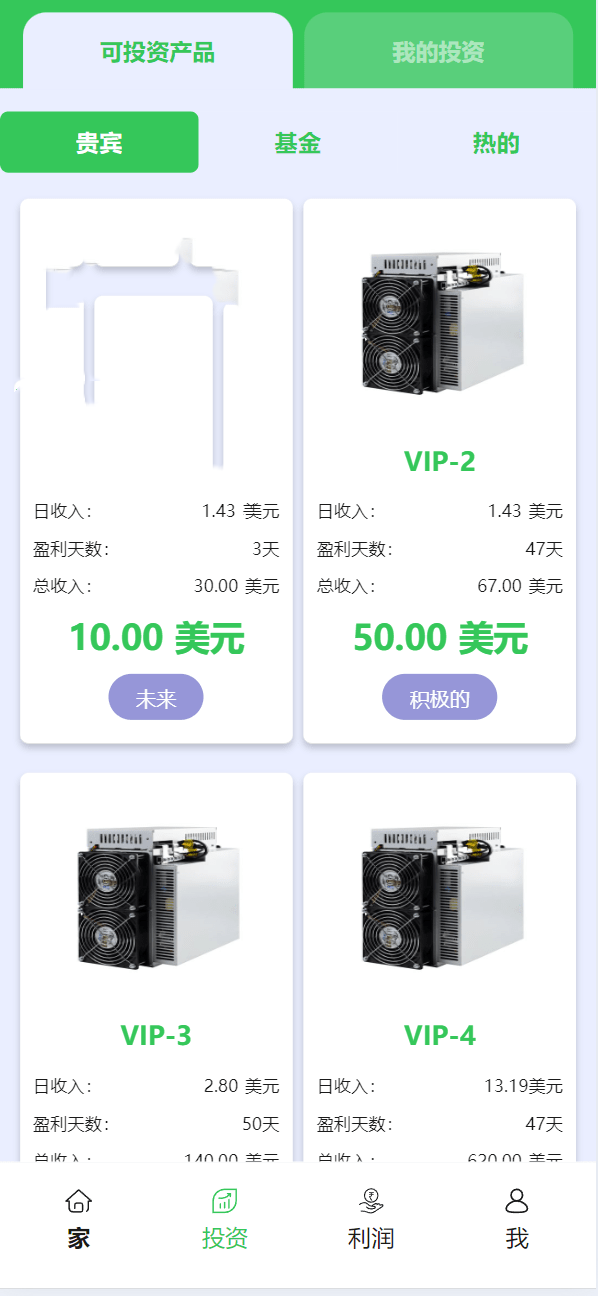 可投资产品 我的投资
贵宾 基金 热的
VIP-2
日收入: 1.43 美元
盈利天数: 3天
总收入: 30.00 美元
10.00 美元
未来
日收入: 1.43 美元
盈利天数: 47天
总收入: 67.00 美元
50.00 美元
积极的
VIP-3
日收入: 2.80 美元
盈利天数: 50天
总收入: 140.00 美元
VIP-4
日收入: 13.19美元
盈利天数: 47天
总收入: 620.00 美元
家 投资 利润 我